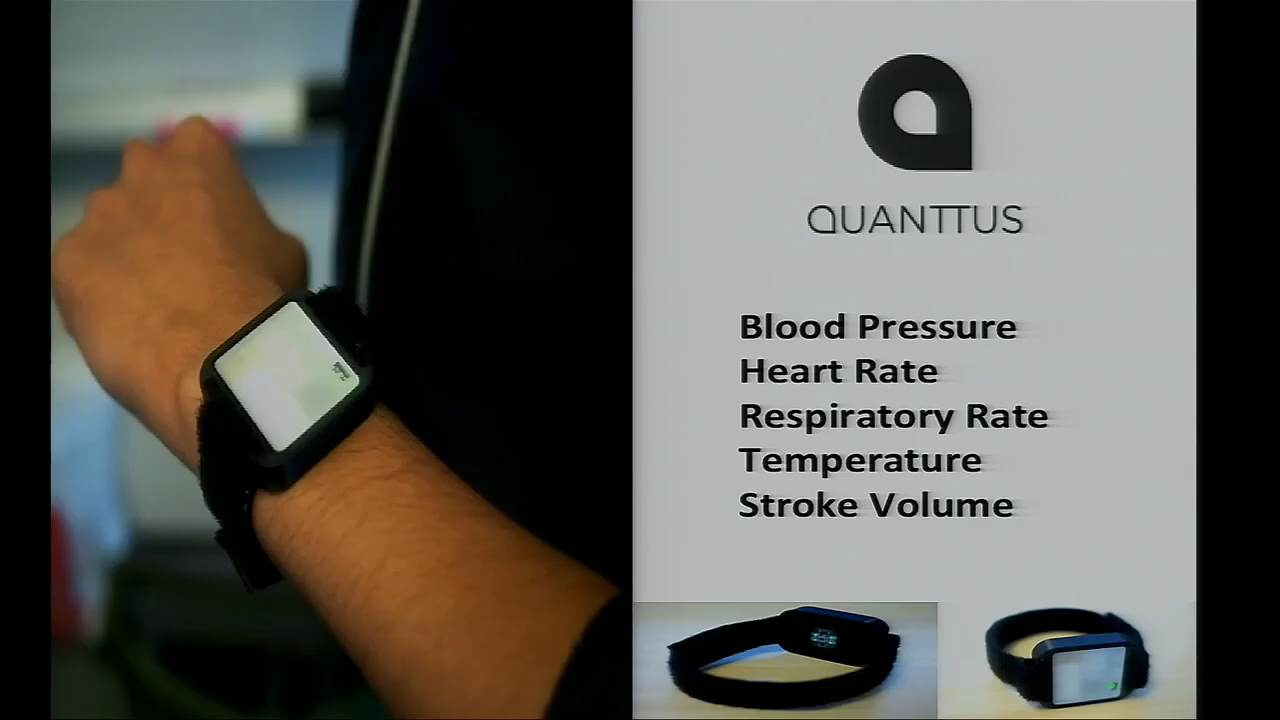 QUANTTUS
Blood Pressure
Heart Rate
Respiratory Rate
Temperature
Stroke Volume